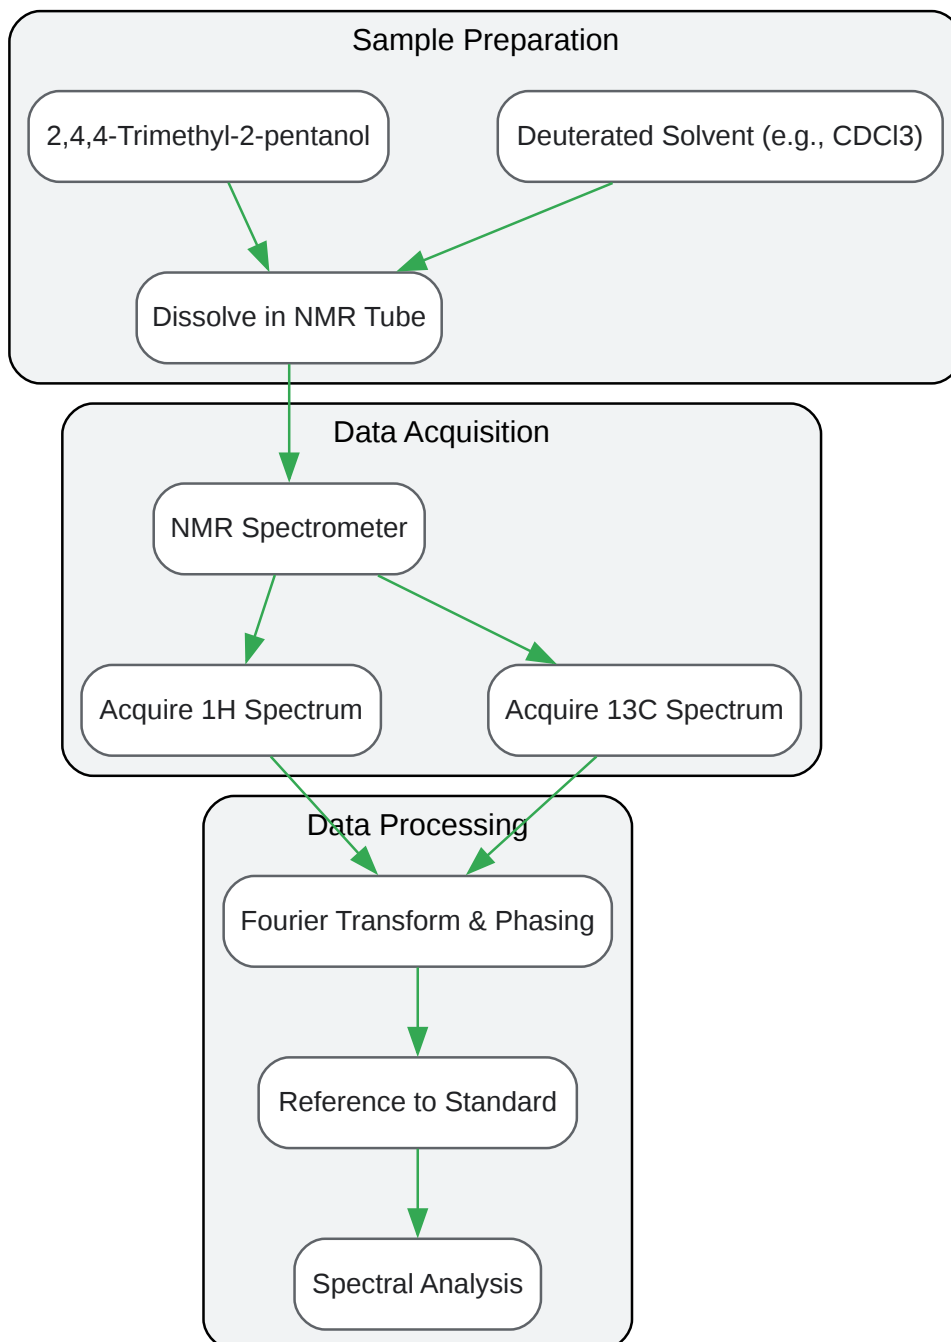 Sample Preparation
2,4,4-Trimethyl-2-pentanol
Deuterated Solvent (e.g., CDCl3)
Dissolve in NMR Tube
Data Acquisition
NMR Spectrometer
Acquire 1H Spectrum
Acquire 13C Spectrum
Data Processing
Fourier Transform & Phasing
Reference to Standard
Spectral Analysis